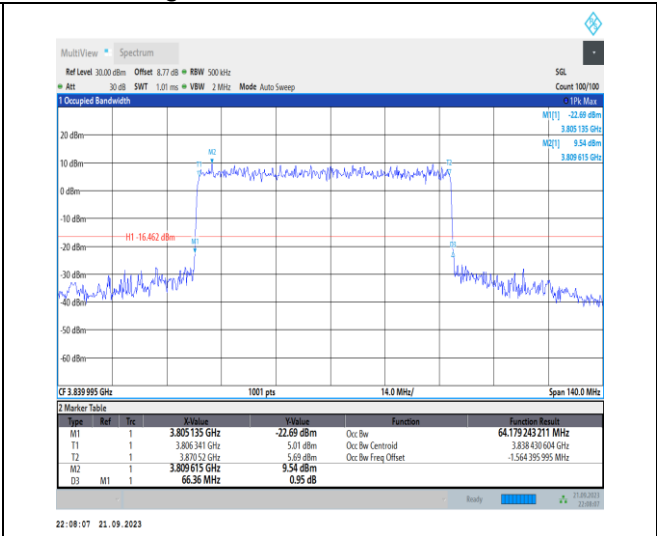 MultiView Spectrum
Ref Level 30.00 dBm Offset 8.77 dB RBW 500 kHz SGL
Att 30 dB SWT 1.01 ms VBW 2 MHz Mode Auto Sweep Count 100/100
1 Occupied Bandwidth 1Pk Max
M1[1] -22.69 dBm
3.805 135 GHz
M2[1] 9.54 dBm
3.809 615 GHz
20 dBm
M2
10 dBm
T1 T2
0 dBm
-10 dBm
H1 -16.462 dBm
M1 D3
-20 dBm
-30 dBm
-40 dBm
-50 dBm
-60 dBm
CF 3.839 995 GHz 1001 pts 14.0 MHz/ Span 140.0 MHz
2 Marker Table
Type Ref Trc X-Value Y-Value Function Function Result
M1 1 3.805 135 GHz -22.69 dBm Occ Bw 64.179 243 211 MHz
T1 1 3.806 341 GHz 5.01 dBm Occ Bw Centroid 3.838 430 604 GHz
T2 1 3.870 52 GHz 5.69 dBm Occ Bw Freq Offset -1.564 395 995 MHz
M2 1 3.809 615 GHz 9.54 dBm
D3 M1 1 66.36 MHz 0.95 dB
Ready 21.09.2023
22:08:07
22:08:07 21.09.2023